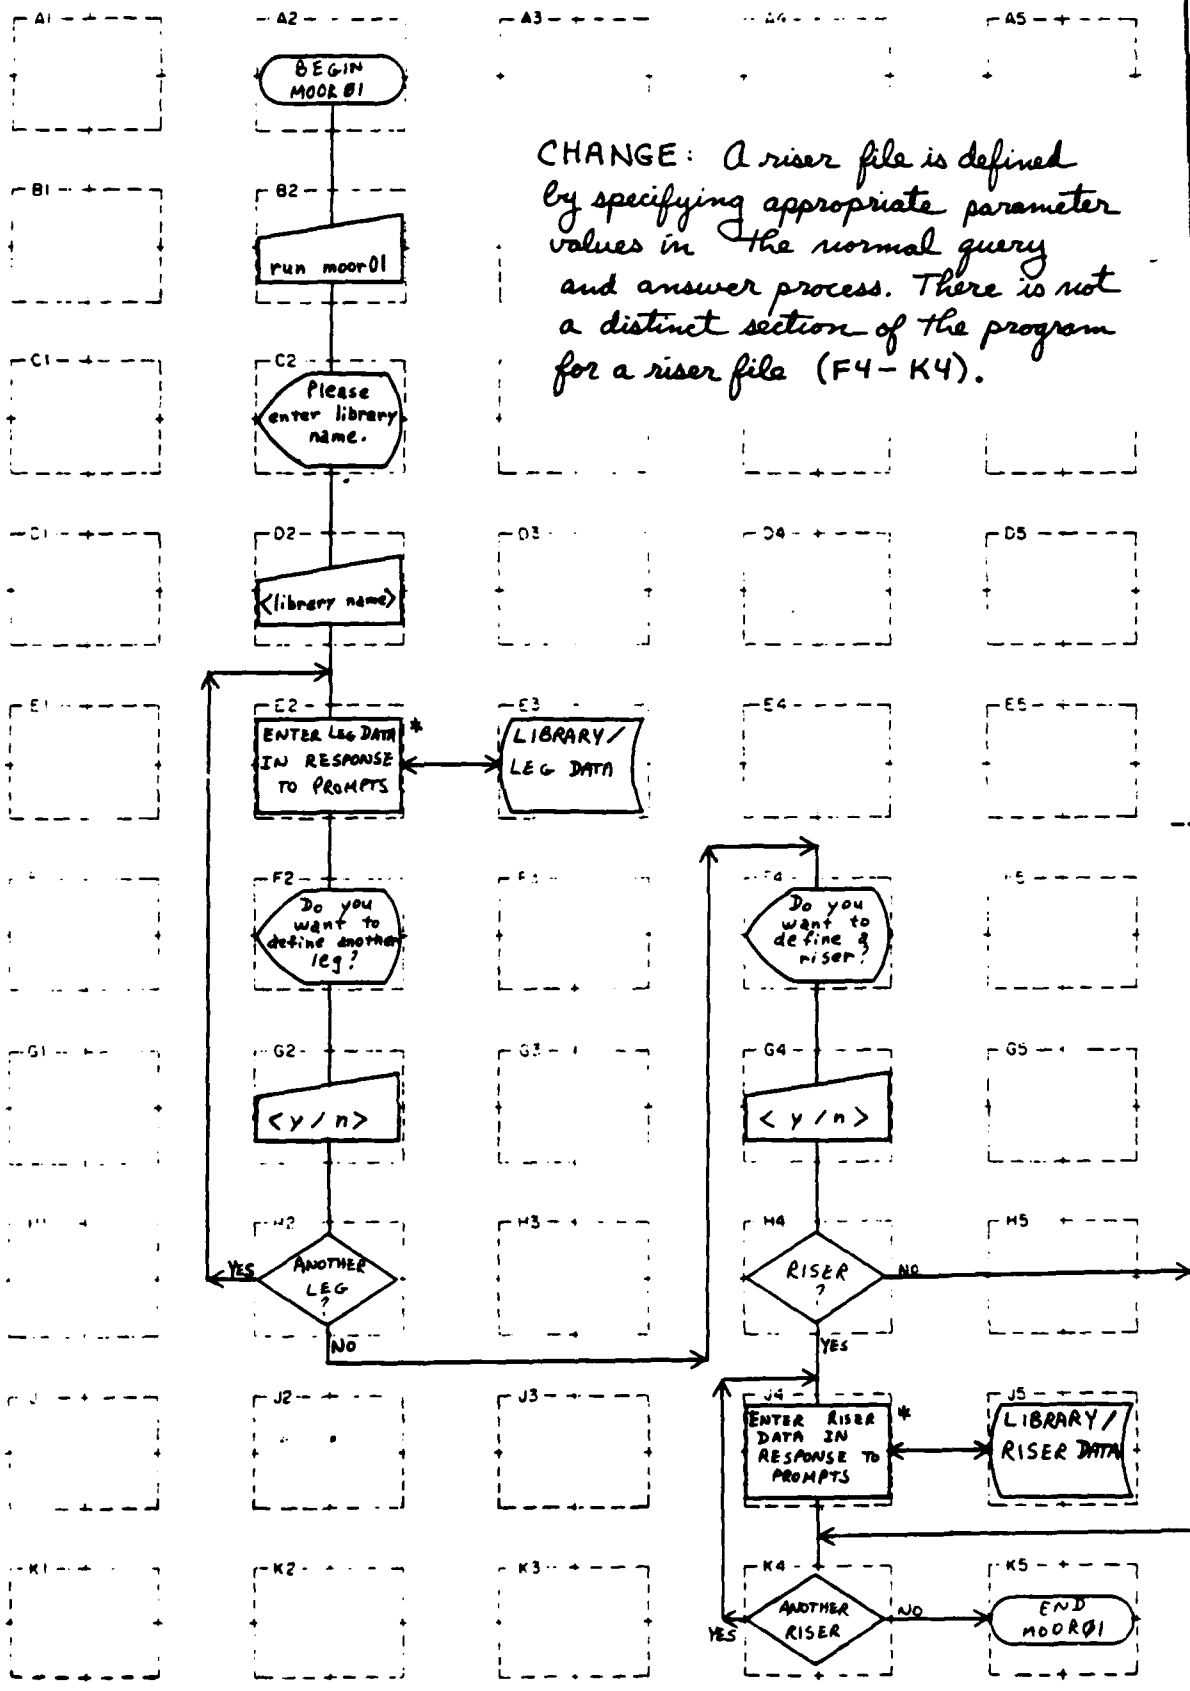 A1
A2
A3
A4
A5
BEGIN
MOOR01
CHANGE: A riser file is defined
by specifying appropriate parameter
values in the normal query
and answer process. There is not
a distinct section of the program
for a riser file (F4-K4).
B1
B2
run moor01
C1
C2
Please
enter library
name.
D1
D2
D3
D4
D5
<library name>
E1
E2
E3
E4
E5
ENTER LEG DATA *
IN RESPONSE
TO PROMPTS
LIBRARY/
LEG DATA
F2
F4
Do you
want to
define another
leg?
Do you
want to
define a
riser?
G1
G2
G3
G4
G5
<y/n>
<y/n>
H2
H3
H4
H5
YES
ANOTHER
LEG
?
NO
RISER
?
NO
YES
J2
J3
J4
J5
ENTER RISER *
DATA IN
RESPONSE TO
PROMPTS
LIBRARY/
RISER DATA
K1
K2
K3
K4
K5
YES
ANOTHER
RISER
NO
END
MOORØ1